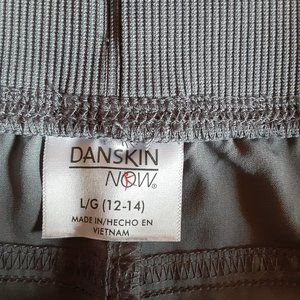 DANSKIN
NOW®
L/G (12-14)
MADE IN/HECHO EN
VIETNAM